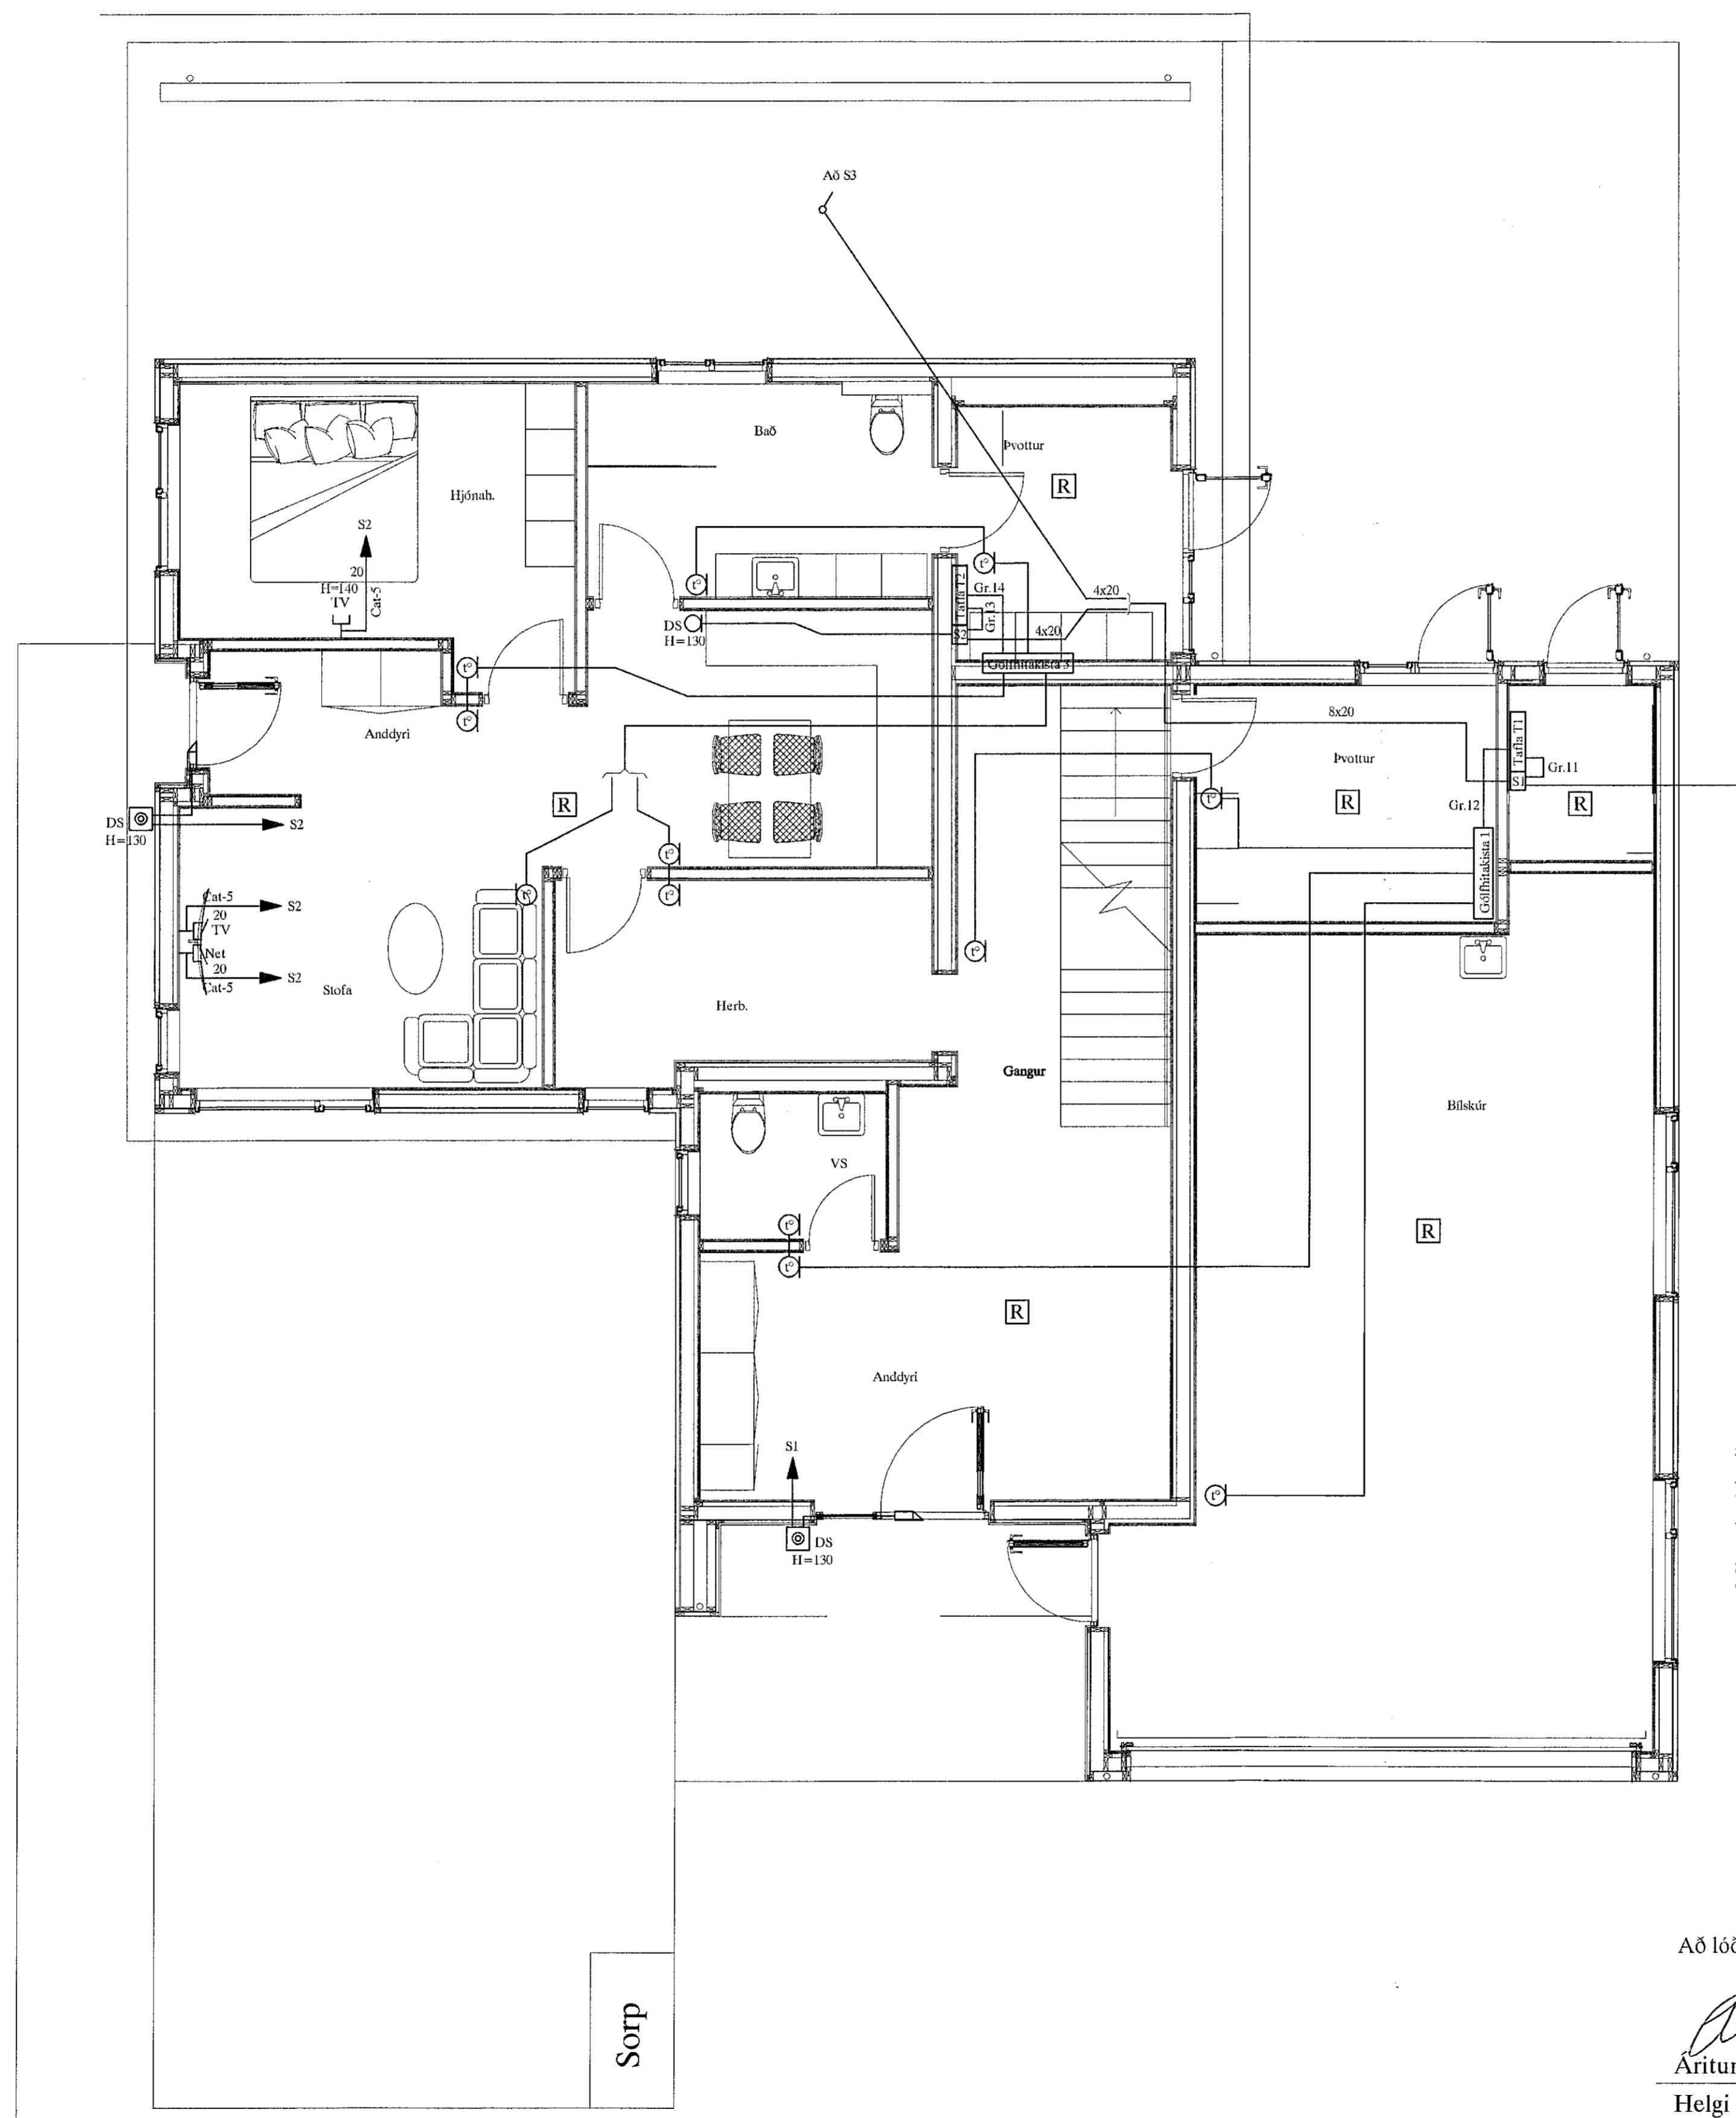 Að S3
Bað
Þvottur
R
Hjónah.
S2
20
H=140
TV
Cat-5
t°
t°
Tafla T2
S2
Gr.14
Gr.13
4x20
4x20
DS
H=130
t°
t°
Anddyri
8x20
Þvottur
R
t°
Tafla T1
S1
Gr.11
Gr.12
R
Gólfhitakista 1
R
DS
H=130
S2
t°
t°
t°
Cat-5
S2
20
TV
Net
20
S2
Cat-5
Stofa
t°
Herb.
Gangur
Bílskúr
VS
t°
t°
R
R
Anddyri
S1
t°
DS
H=130
Sorp
Helgi